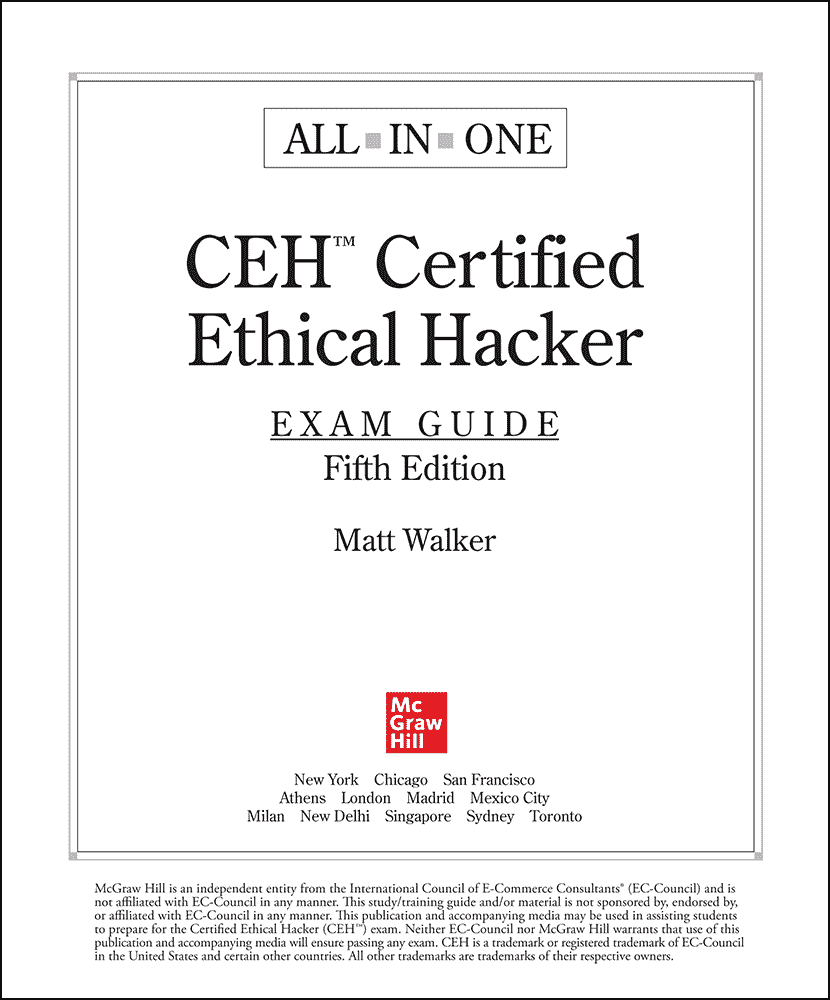 ALL ■ IN ■ ONE
CEH™ Certified
Ethical Hacker
EXAM GUIDE
Fifth Edition
Matt Walker
Mc
Graw
Hill
New York Chicago San Francisco
Athens London Madrid Mexico City
Milan New Delhi Singapore Sydney Toronto
McGraw Hill is an independent entity from the International Council of E-Commerce Consultants® (EC-Council) and is
not affiliated with EC-Council in any manner. This study/training guide and/or material is not sponsored by, endorsed by,
or affiliated with EC-Council in any manner. This publication and accompanying media may be used in assisting students
to prepare for the Certified Ethical Hacker (CEH™) exam. Neither EC-Council nor McGraw Hill warrants that use of this
publication and accompanying media will ensure passing any exam. CEH is a trademark or registered trademark of EC-Council
in the United States and certain other countries. All other trademarks are trademarks of their respective owners.